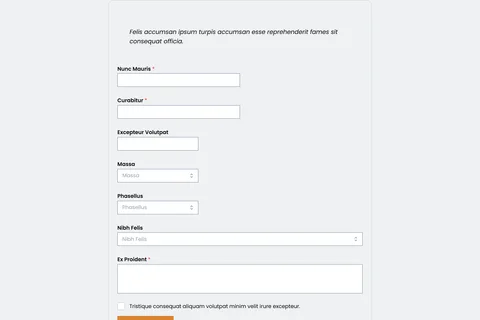 Felis accumsan ipsum turpis accumsan esse reprehenderit fames sit
consequat officia.
Nunc Mauris *
Curabitur *
Excepteur Volutpat
Massa
Massa
Phasellus
Phasellus
Nibh Felis
Nibh Felis
Ex Proident *
Tristique consequat aliquam volutpat minim velit irure excepteur.